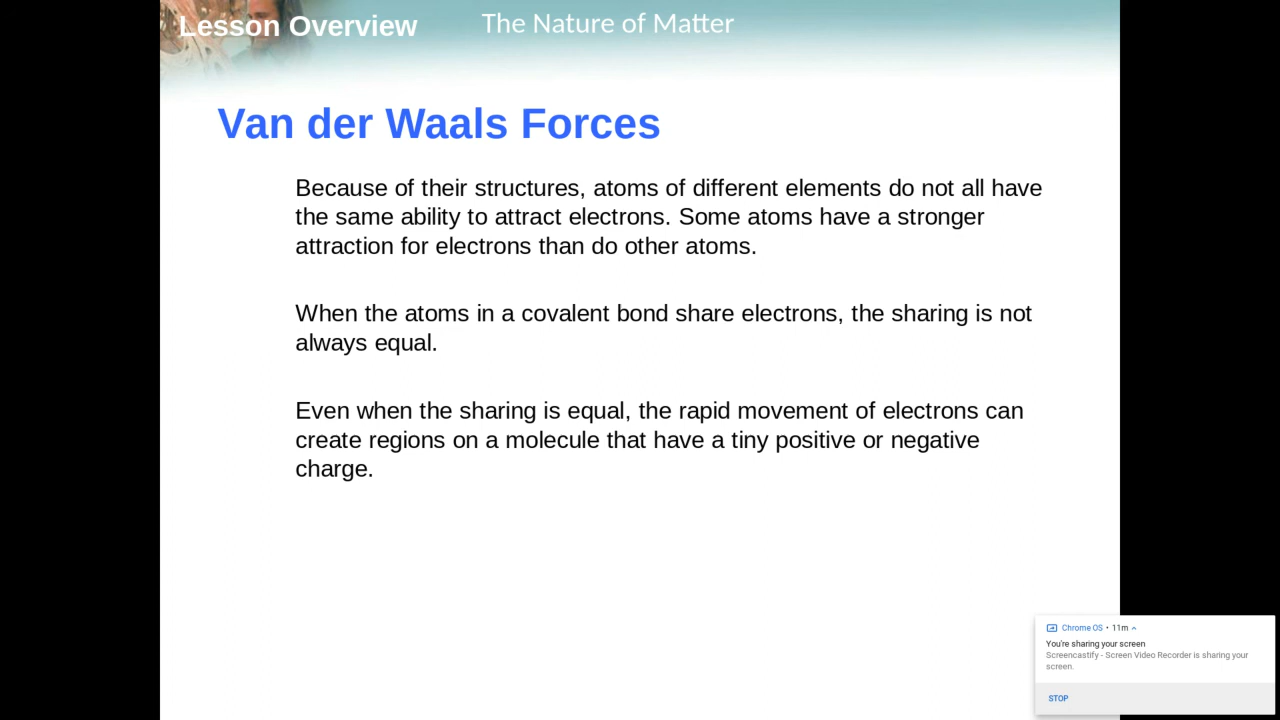 Lesson Overview The Nature of Matter
Van der Waals Forces
Because of their structures, atoms of different elements do not all have
the same ability to attract electrons. Some atoms have a stronger
attraction for electrons than do other atoms.
When the atoms in a covalent bond share electrons, the sharing is not
always equal.
Even when the sharing is equal, the rapid movement of electrons can
create regions on a molecule that have a tiny positive or negative
charge.
Chrome OS • 11m
You're sharing your screen
Screencastify - Screen Video Recorder is sharing your
screen.
STOP